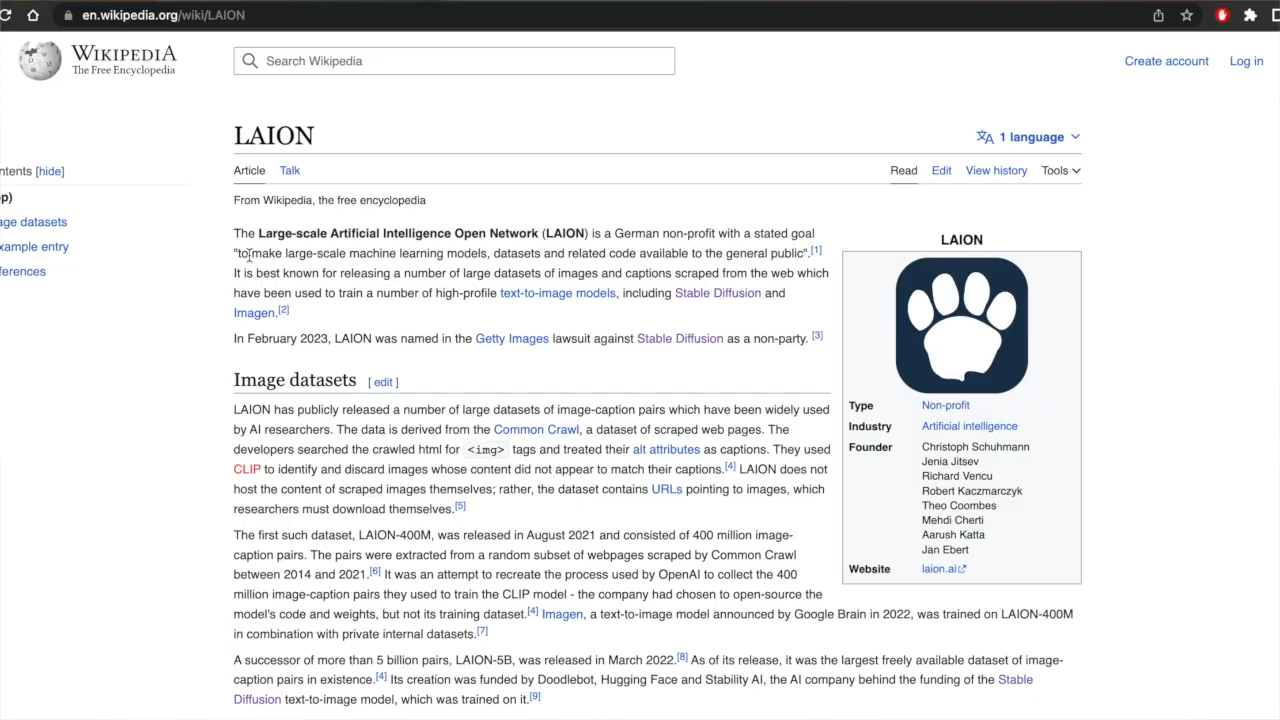 en.wikipedia.org/wiki/LAION
WIKIPEDIA
The Free Encyclopedia
Search Wikipedia
Create account Log in
LAION
1 language
ntents [hide]
Article Talk
Read Edit View history Tools
p)
From Wikipedia, the free encyclopedia
age datasets
xample entry
ferences
The Large-scale Artificial Intelligence Open Network (LAION) is a German non-profit with a stated goal
"to make large-scale machine learning models, datasets and related code available to the general public".[1]
It is best known for releasing a number of large datasets of images and captions scraped from the web which
have been used to train a number of high-profile text-to-image models, including Stable Diffusion and
Imagen.[2]
In February 2023, LAION was named in the Getty Images lawsuit against Stable Diffusion as a non-party. [3]
Image datasets [ edit ]
LAION has publicly released a number of large datasets of image-caption pairs which have been widely used
by AI researchers. The data is derived from the Common Crawl, a dataset of scraped web pages. The
developers searched the crawled html for <img> tags and treated their alt attributes as captions. They used
CLIP to identify and discard images whose content did not appear to match their captions.[4] LAION does not
host the content of scraped images themselves; rather, the dataset contains URLs pointing to images, which
researchers must download themselves.[5]
The first such dataset, LAION-400M, was released in August 2021 and consisted of 400 million image-
caption pairs. The pairs were extracted from a random subset of webpages scraped by Common Crawl
between 2014 and 2021.[6] It was an attempt to recreate the process used by OpenAI to collect the 400
million image-caption pairs they used to train the CLIP model - the company had chosen to open-source the
model's code and weights, but not its training dataset.[4] Imagen, a text-to-image model announced by Google Brain in 2022, was trained on LAION-400M
in combination with private internal datasets.[7]
A successor of more than 5 billion pairs, LAION-5B, was released in March 2022.[8] As of its release, it was the largest freely available dataset of image-
caption pairs in existence.[4] Its creation was funded by Doodlebot, Hugging Face and Stability AI, the AI company behind the funding of the Stable
Diffusion text-to-image model, which was trained on it.[9]
LAION
Type Non-profit
Industry Artificial intelligence
Founder Christoph Schuhmann
Jenia Jitsev
Richard Vencu
Robert Kaczmarczyk
Theo Coombes
Mehdi Cherti
Aarush Katta
Jan Ebert
Website laion.ai